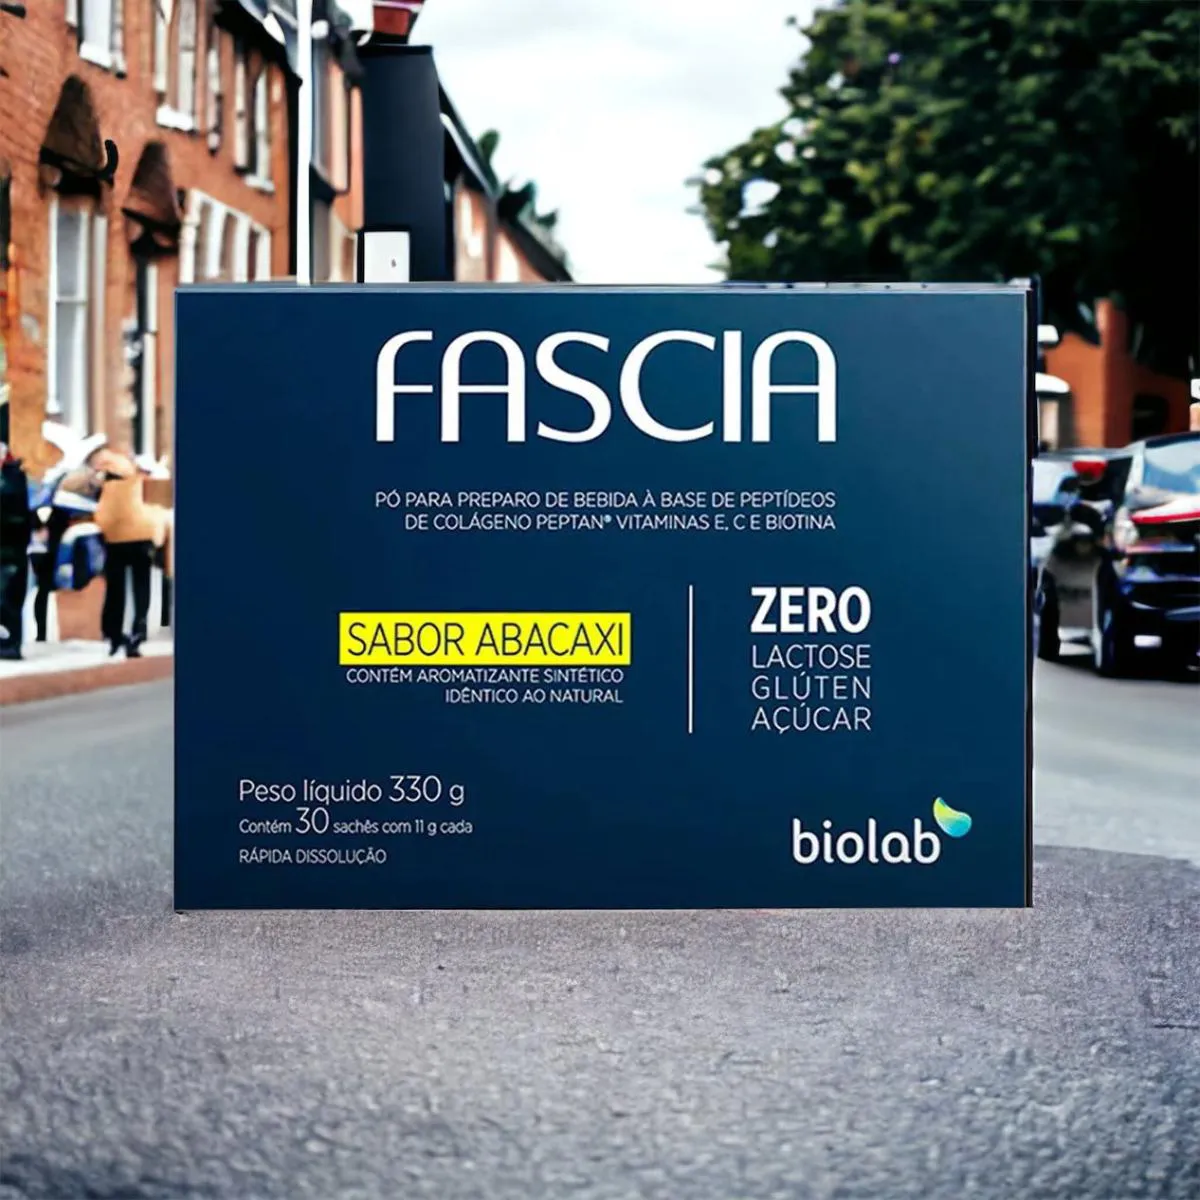 FASCIA
PÓ PARA PREPARO DE BEBIDA À BASE DE PEPTÍDEOS
DE COLÁGENO PEPTAN® VITAMINAS E, C E BIOTINA
SABOR ABACAXI
CONTÉM AROMATIZANTE SINTÉTICO
IDÊNTICO AO NATURAL
ZERO
LACTOSE
GLÚTEN
AÇÚCAR
Peso líquido 330 g
Contém 30 sachês com 11 g cada
RÁPIDA DISSOLUÇÃO
biolab